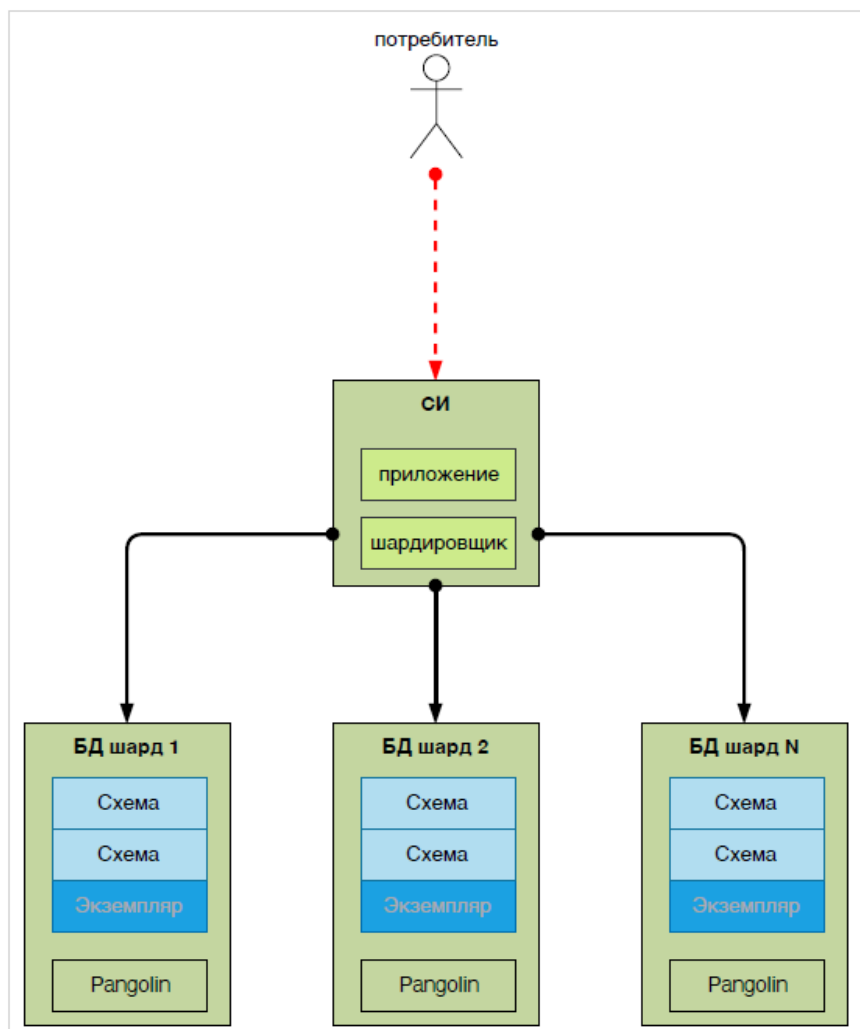 потребитель
СИ
приложение
шардировщик
БД шард 1
Схема
Схема
Экземпляр
Pangolin
БД шард 2
Схема
Схема
Экземпляр
Pangolin
БД шард N
Схема
Схема
Экземпляр
Pangolin